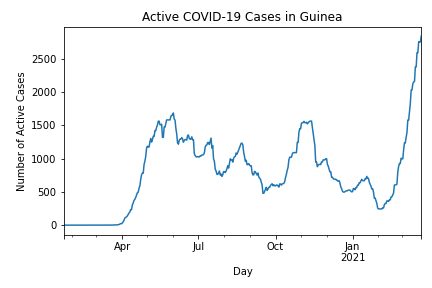 Active COVID-19 Cases in Guinea
Number of Active Cases
2500
2000
1500
1000
500
0
Apr Jul Oct Jan
2021
Day